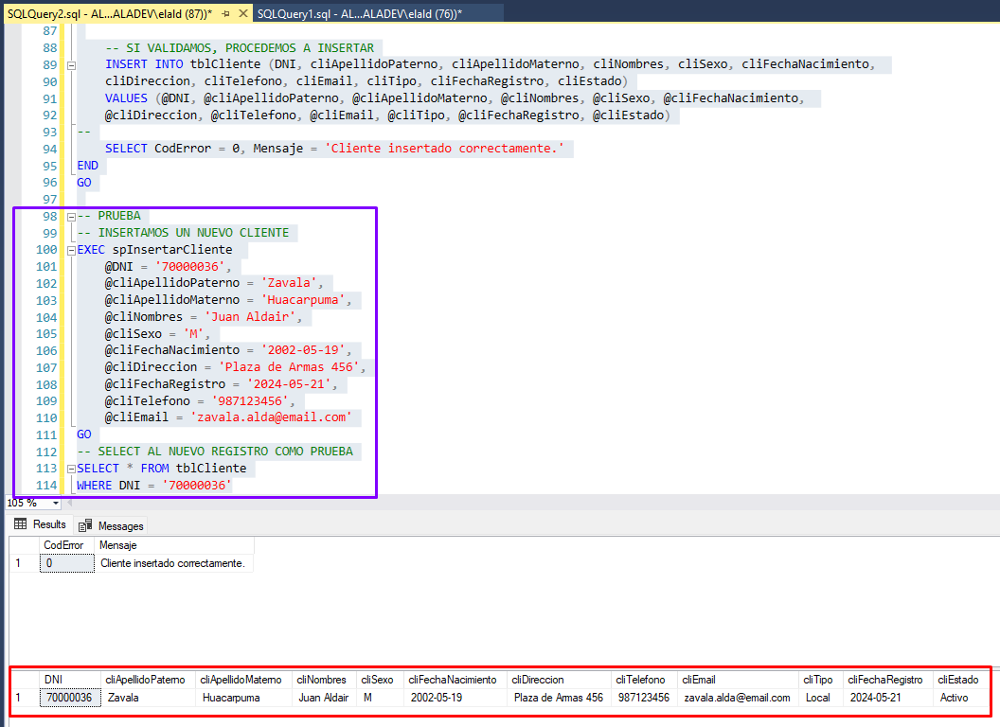 SQLQuery2.sql - AL...ALADEV\elald (87))* SQLQuery1.sql - AL...ALADEV\elald (76))*
87
88 -- SI VALIDAMOS, PROCEDEMOS A INSERTAR
89 INSERT INTO tblCliente (DNI, cliApellidoPaterno, cliApellidoMaterno, cliNombres, cliSexo, cliFechaNacimiento,
90 cliDireccion, cliTelefono, cliEmail, cliTipo, cliFechaRegistro, cliEstado)
91 VALUES (@DNI, @cliApellidoPaterno, @cliApellidoMaterno, @cliNombres, @cliSexo, @cliFechaNacimiento,
92 @cliDireccion, @cliTelefono, @cliEmail, @cliTipo, @cliFechaRegistro, @cliEstado)
93 --
94 SELECT CodError = 0, Mensaje = 'Cliente insertado correctamente.'
95 END
96 GO
97
98 -- PRUEBA
99 -- INSERTAMOS UN NUEVO CLIENTE
100 EXEC spInsertarCliente
101 @DNI = '70000036',
102 @cliApellidoPaterno = 'Zavala',
103 @cliApellidoMaterno = 'Huacarpuma',
104 @cliNombres = 'Juan Aldair',
105 @cliSexo = 'M',
106 @cliFechaNacimiento = '2002-05-19',
107 @cliDireccion = 'Plaza de Armas 456',
108 @cliFechaRegistro = '2024-05-21',
109 @cliTelefono = '987123456',
110 @cliEmail = 'zavala.alda@email.com'
111 GO
112 -- SELECT AL NUEVO REGISTRO COMO PRUEBA
113 SELECT * FROM tblCliente
114 WHERE DNI = '70000036'
105 %
Results Messages
CodError Mensaje
1 0 Cliente insertado correctamente.
DNI cliApellidoPaterno cliApellidoMaterno cliNombres cliSexo cliFechaNacimiento cliDireccion cliTelefono cliEmail cliTipo cliFechaRegistro cliEstado
1 70000036 Zavala Huacarpuma Juan Aldair M 2002-05-19 Plaza de Armas 456 987123456 zavala.alda@email.com Local 2024-05-21 Activo